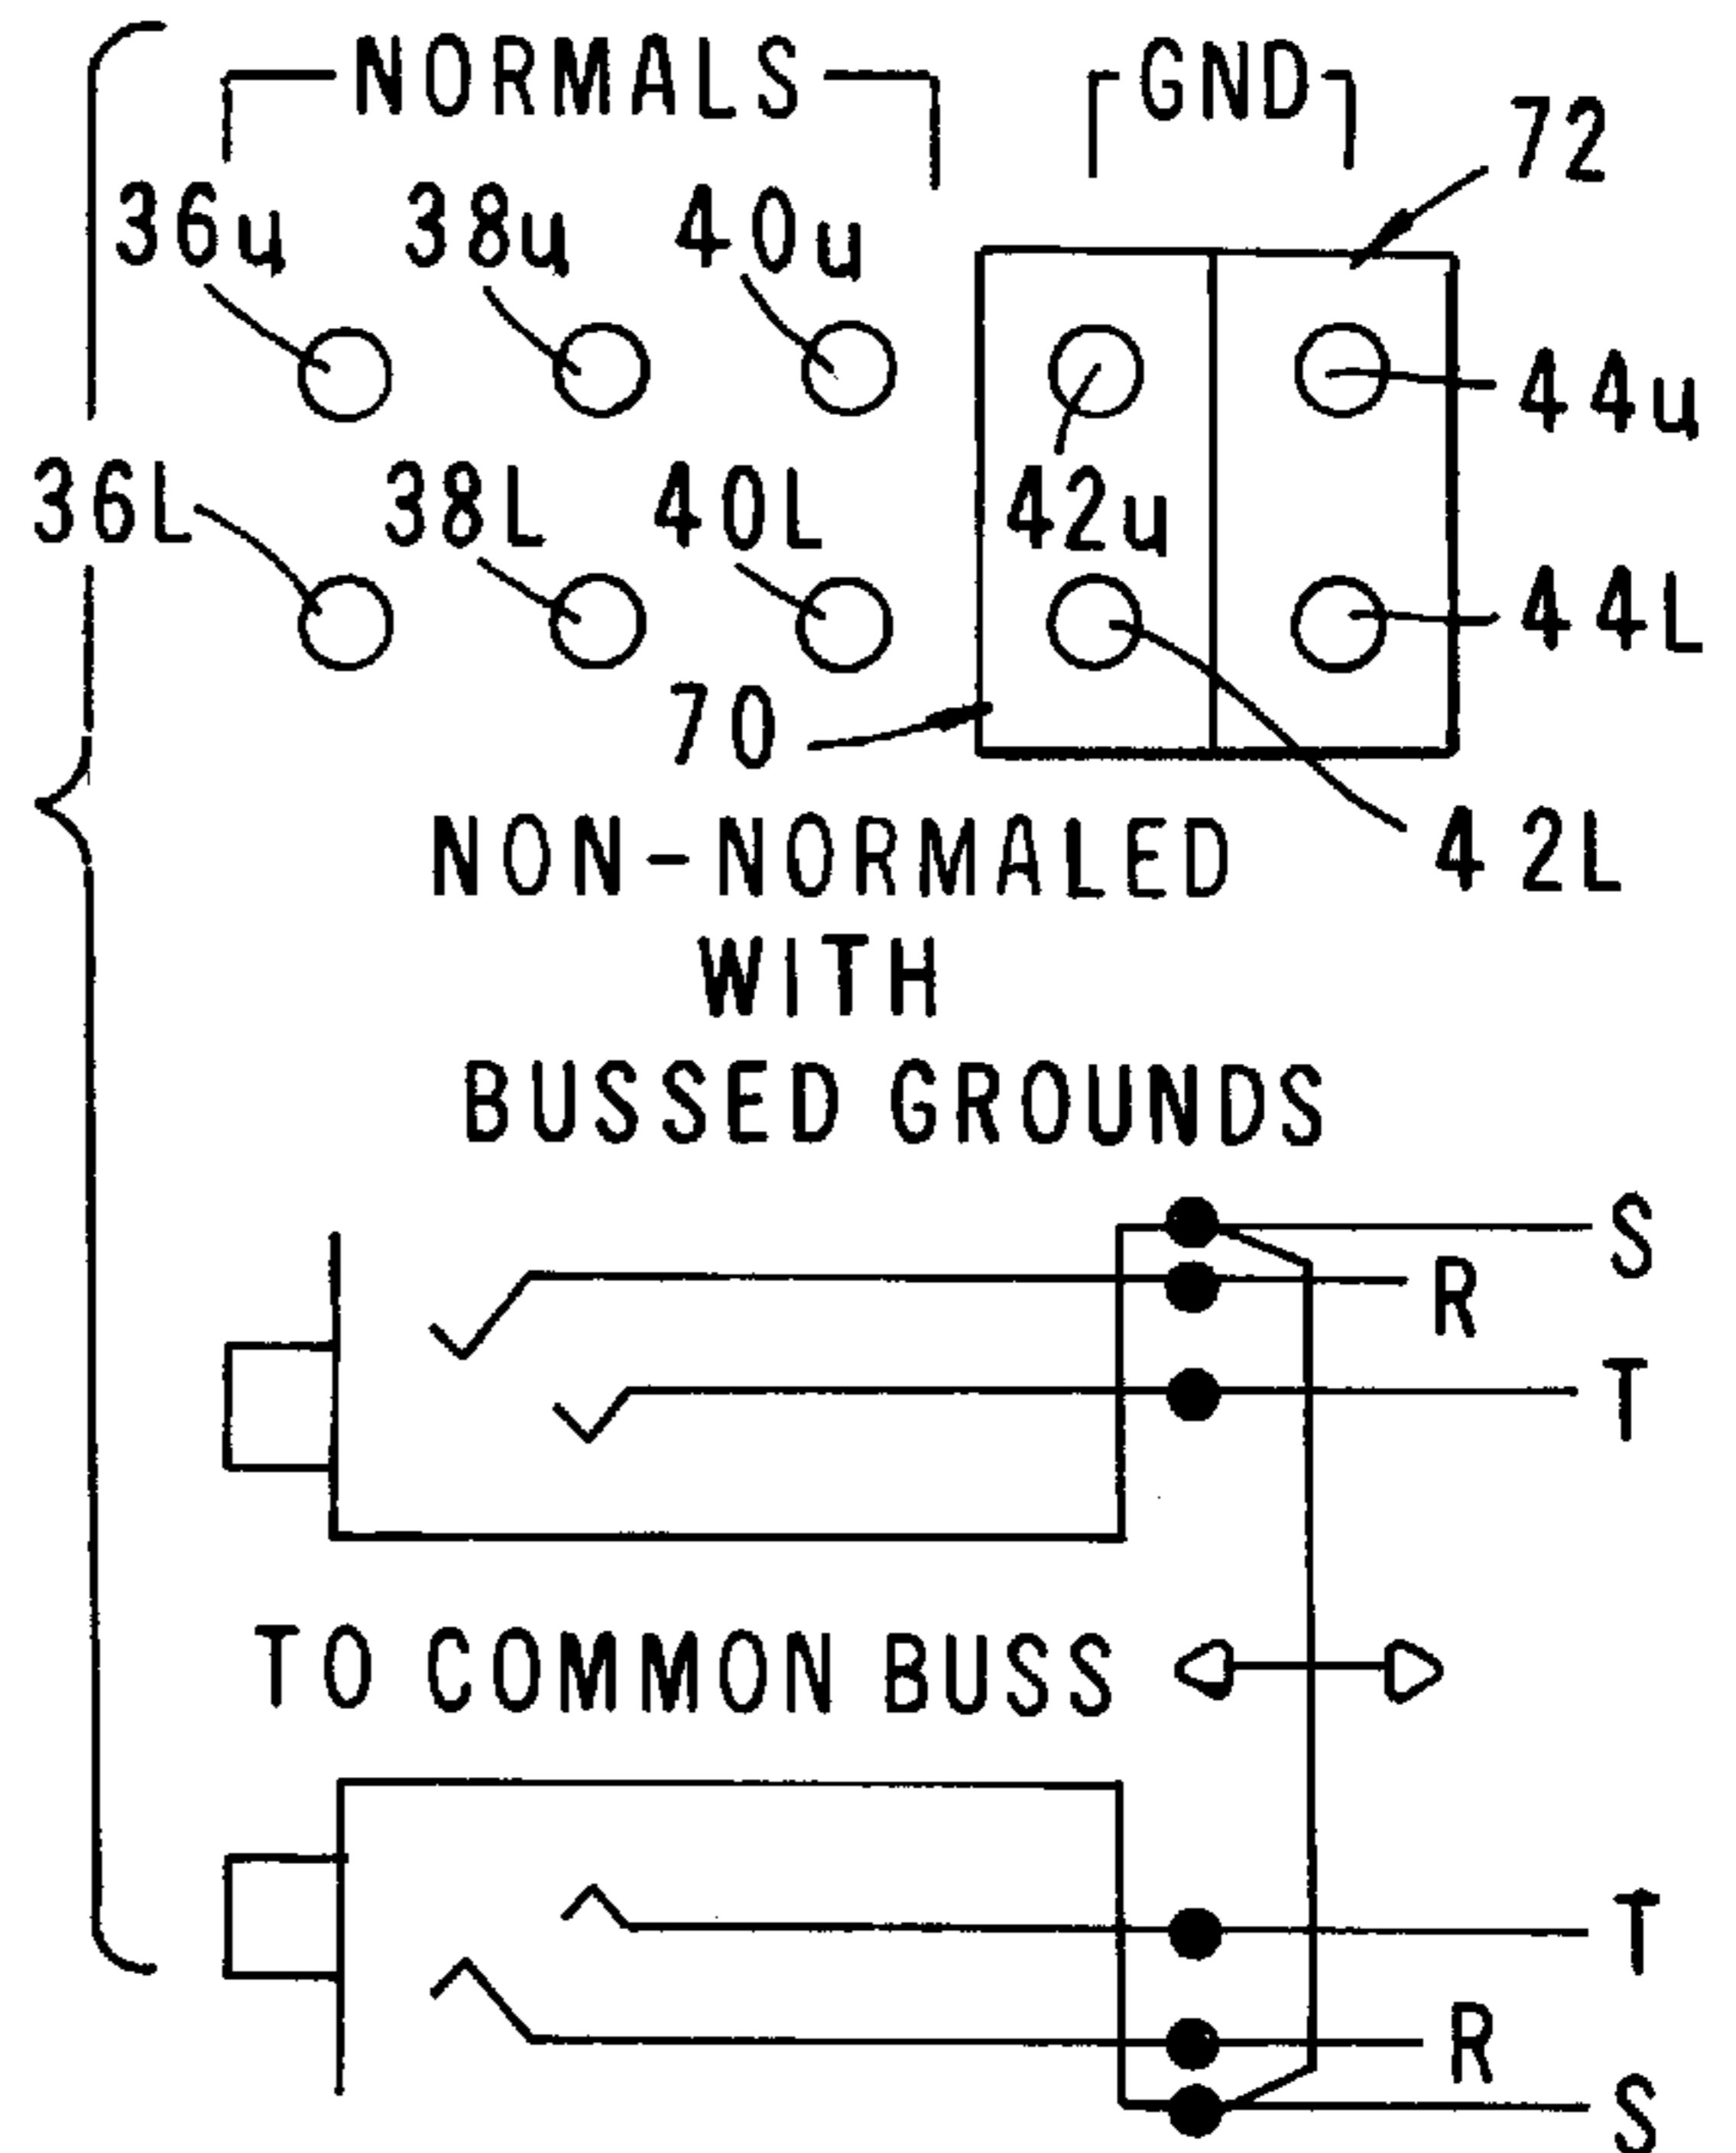 NORMALS GND
72
36u 38u 40u
44u
36L 38L 40L 42u
44L
70
42L
NON-NORMALED
WITH
BUSSED GROUNDS
S
R
T
TO COMMON BUSS
T
R
S